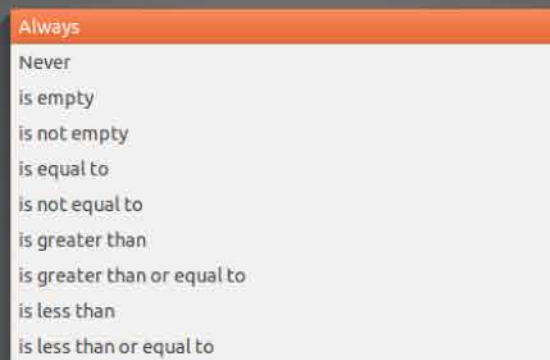 Always
Never
is empty
is not empty
is equal to
is not equal to
is greater than
is greater than or equal to
is less than
is less than or equal to